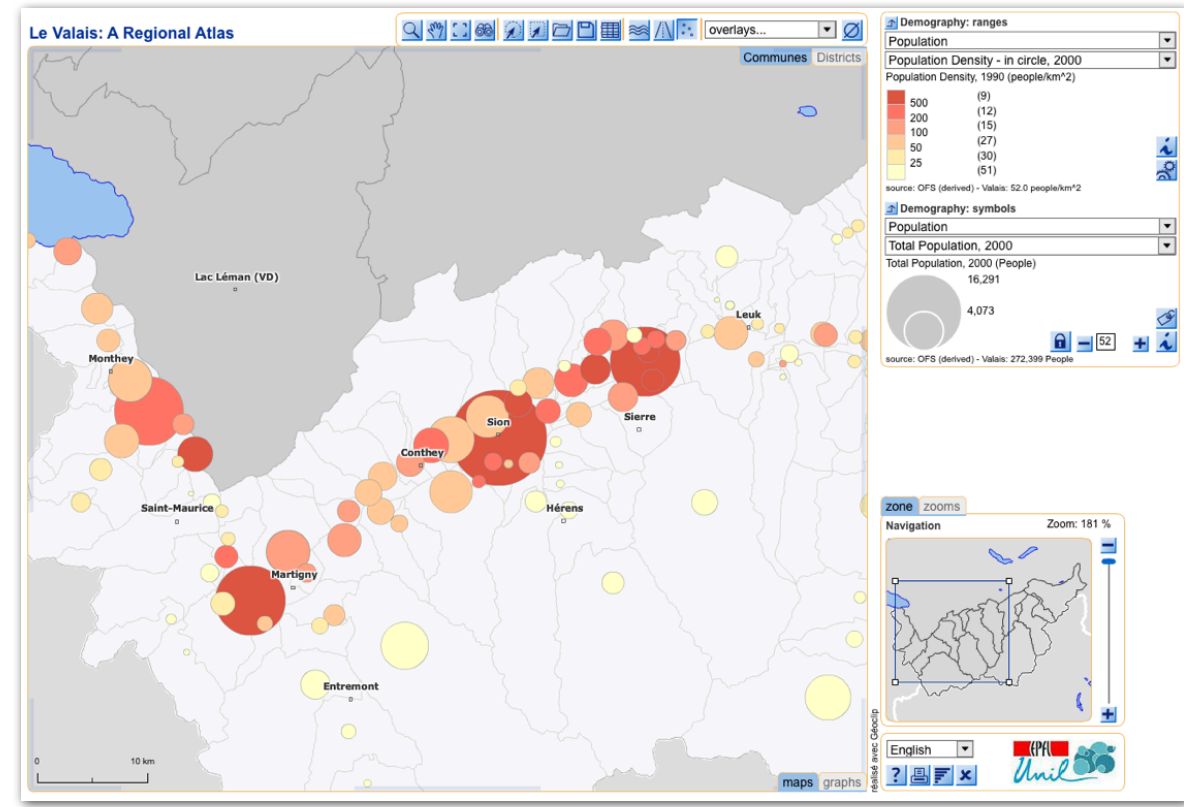 Le Valais: A Regional Atlas
overlays...
Communes Districts
Lac Léman (VD)
Monthey
Leuk
Sierre
Sion
Conthey
Saint-Maurice
Hérens
Martigny
Entremont
0 10 km
maps graphs
réalisé avec Géoclip
Demography: ranges
Population
Population Density - in circle, 2000
Population Density, 1990 (people/km^2)
500 (9)
200 (12)
100 (15)
50 (27)
25 (30)
(51)
source: OFS (derived) - Valais: 52.0 people/km^2
Demography: symbols
Population
Total Population, 2000
Total Population, 2000 (People)
16,291
4,073
52
source: OFS (derived) - Valais: 272,399 People
zone zooms
Navigation Zoom: 181 %
English
EPFL
Unil